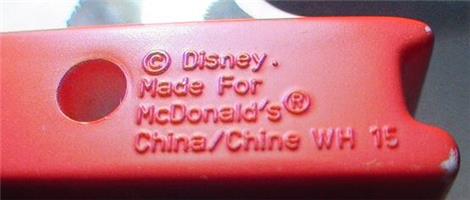 © Disney.
Made For
McDonald's®
China/Chine WH 15